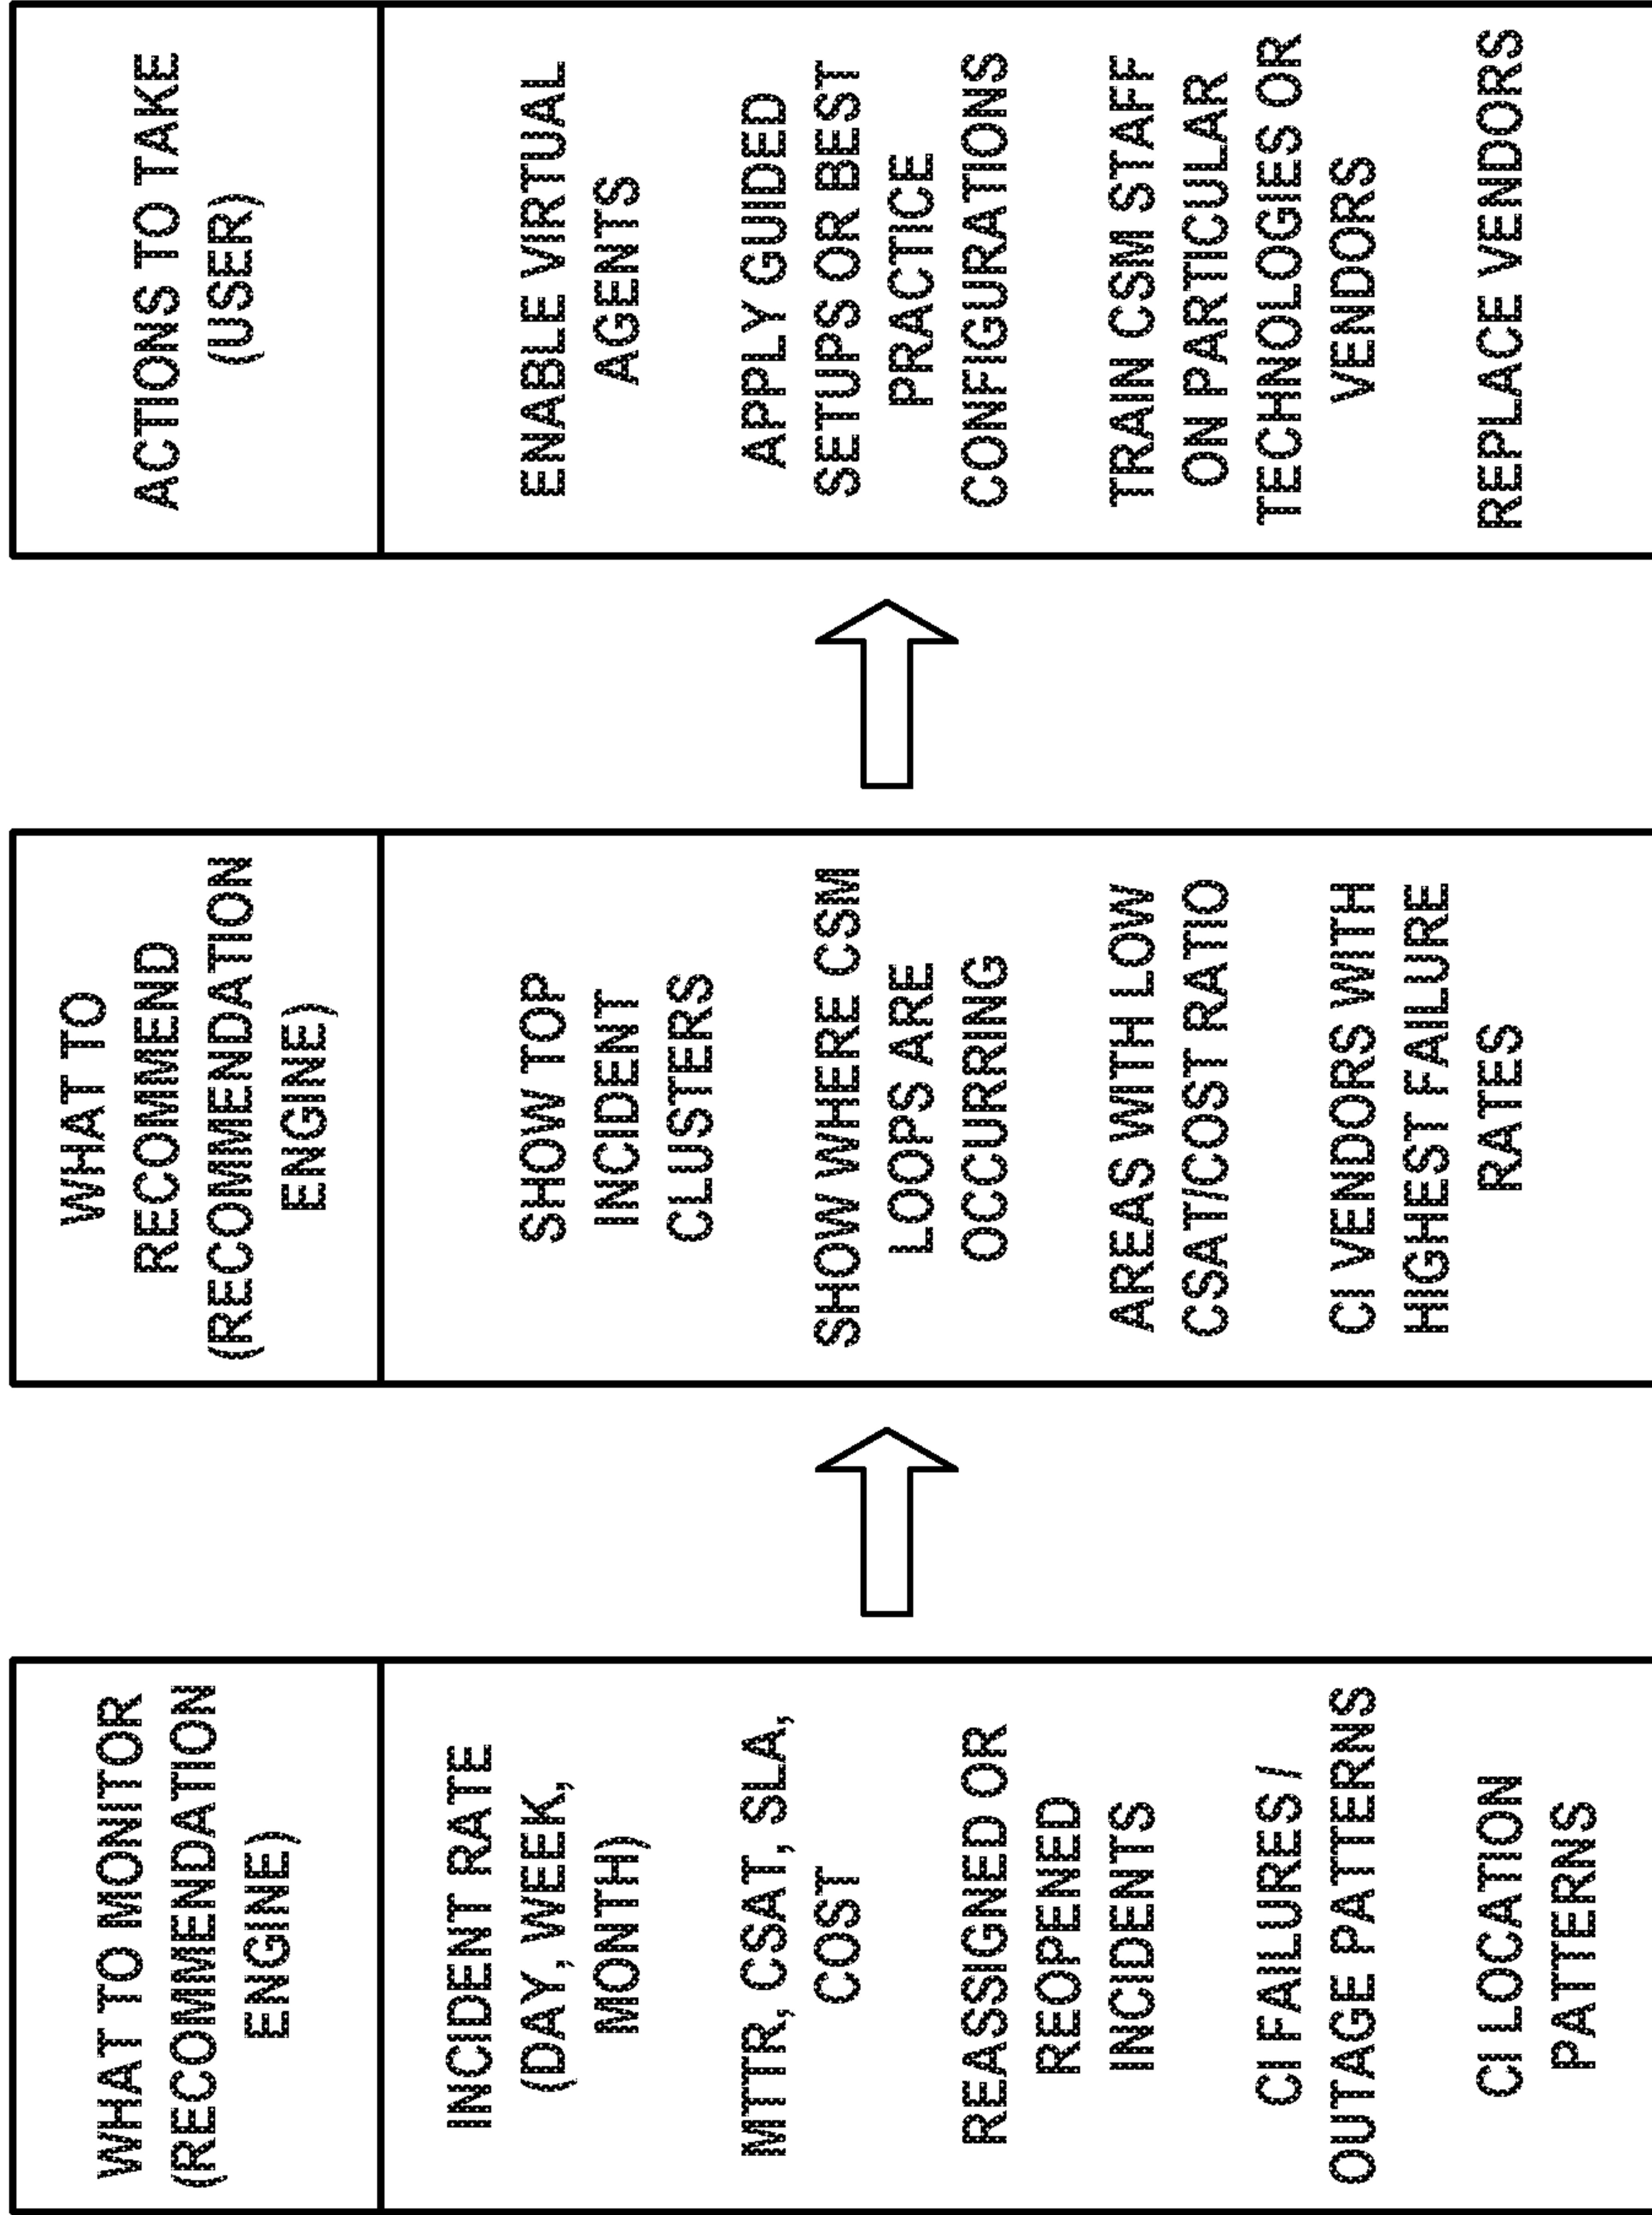 WHAT TO MONITOR
(RECOMMENDATION
ENGINE)
INCIDENT RATE
(DAY, WEEK,
MONTH)
MTTR, CSAT, SLA,
COST
REASSIGNED OR
REOPENED
INCIDENTS
CI FAILURES /
OUTAGE PATTERNS
CI LOCATION
PATTERNS
WHAT TO
RECOMMEND
(RECOMMENDATION
ENGINE)
SHOW TOP
INCIDENT
CLUSTERS
SHOW WHERE CSM
LOOPS ARE
OCCURRING
AREAS WITH LOW
CSAT/COST RATIO
CI VENDORS WITH
HIGHEST FAILURE
RATES
ACTIONS TO TAKE
(USER)
ENABLE VIRTUAL
AGENTS
APPLY GUIDED
SETUPS OR BEST
PRACTICE
CONFIGURATIONS
TRAIN CSM STAFF
ON PARTICULAR
TECHNOLOGIES OR
VENDORS
REPLACE VENDORS